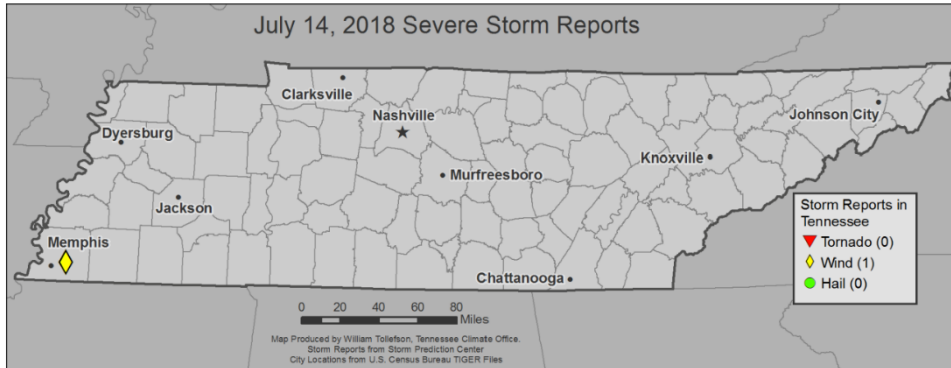 July 14, 2018 Severe Storm Reports
Clarksville
Nashville
Johnson City
Dyersburg
Knoxville
Murfreesboro
Jackson
Storm Reports in
Tennessee
Tornado (0)
Wind (1)
Hail (0)
Memphis
Chattanooga
0 20 40 60 80
Miles
Map Produced by William Tollefson, Tennessee Climate Office.
Storm Reports from Storm Prediction Center
City Locations from U.S. Census Bureau TIGER Files